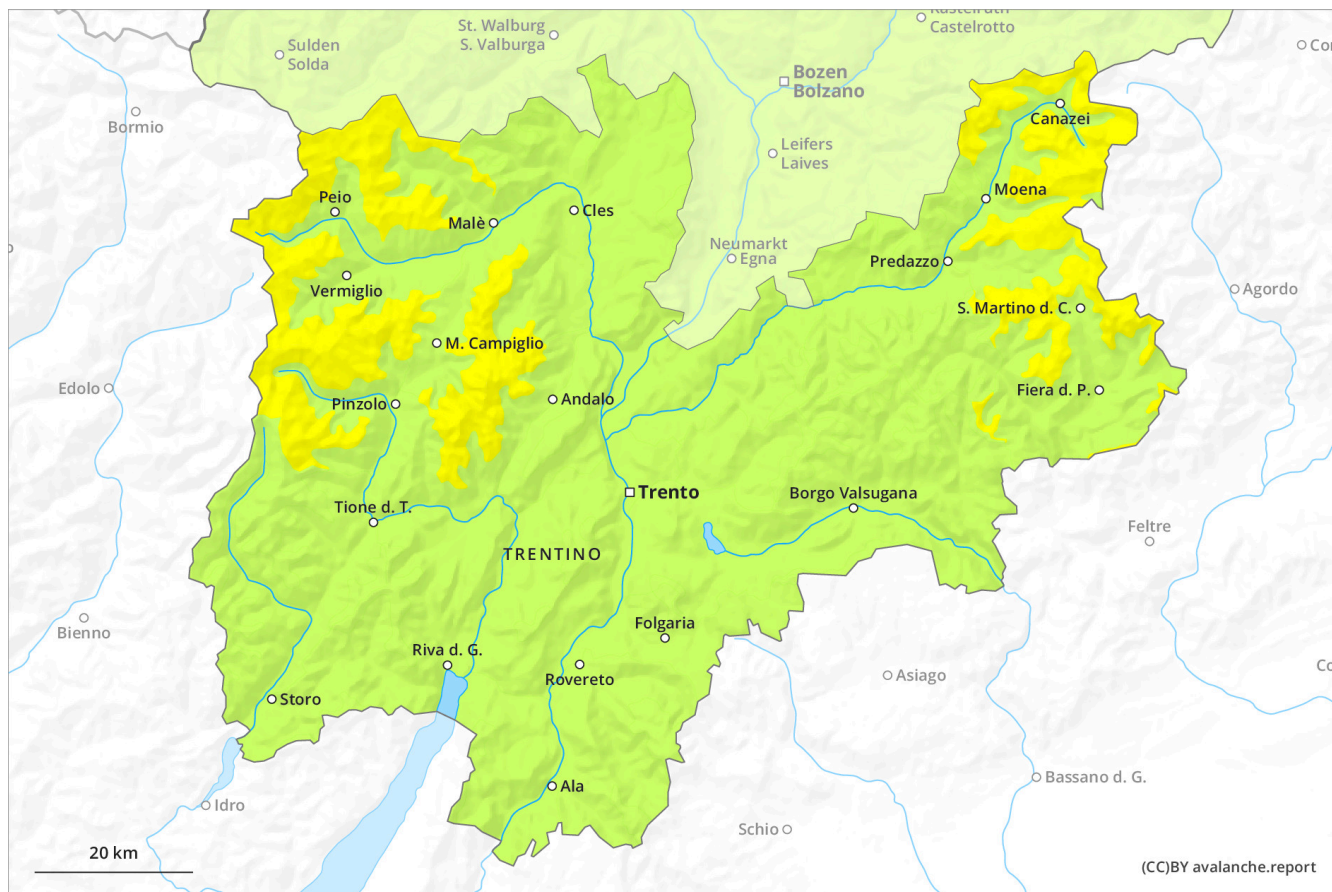 Kastelruth
Castelrotto
St. Walburg
S. Valburga
Sulden
Solda
Bozen
Bolzano
Bormio
Canazei
Leifers
Laives
Peio
Malè
Cles
Moena
Neumarkt
Egna
Predazzo
Vermiglio
Agordo
S. Martino d. C.
M. Campiglio
Edolo
Pinzolo
Andalo
Fiera d. P.
Trento
Borgo Valsugana
Tione d. T.
Feltre
TRENTINO
Bienno
Folgaria
Riva d. G.
Rovereto
Asiago
Storo
Bassano d. G.
Ala
Idro
Schio
20 km
(CC)BY avalanche.report